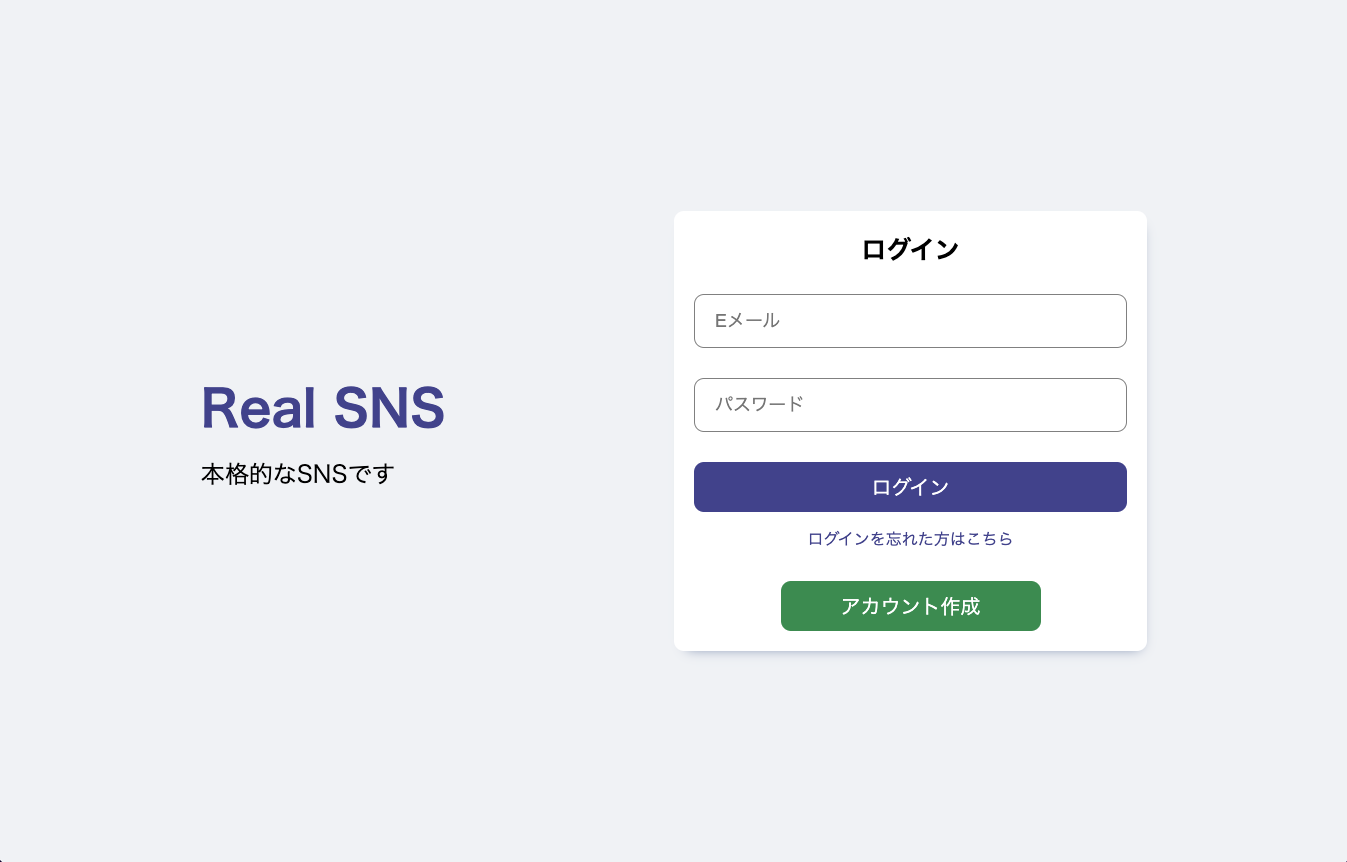 Real SNS
本格的なSNSです
ログイン
Eメール
パスワード
ログイン
ログインを忘れた方はこちら
アカウント作成